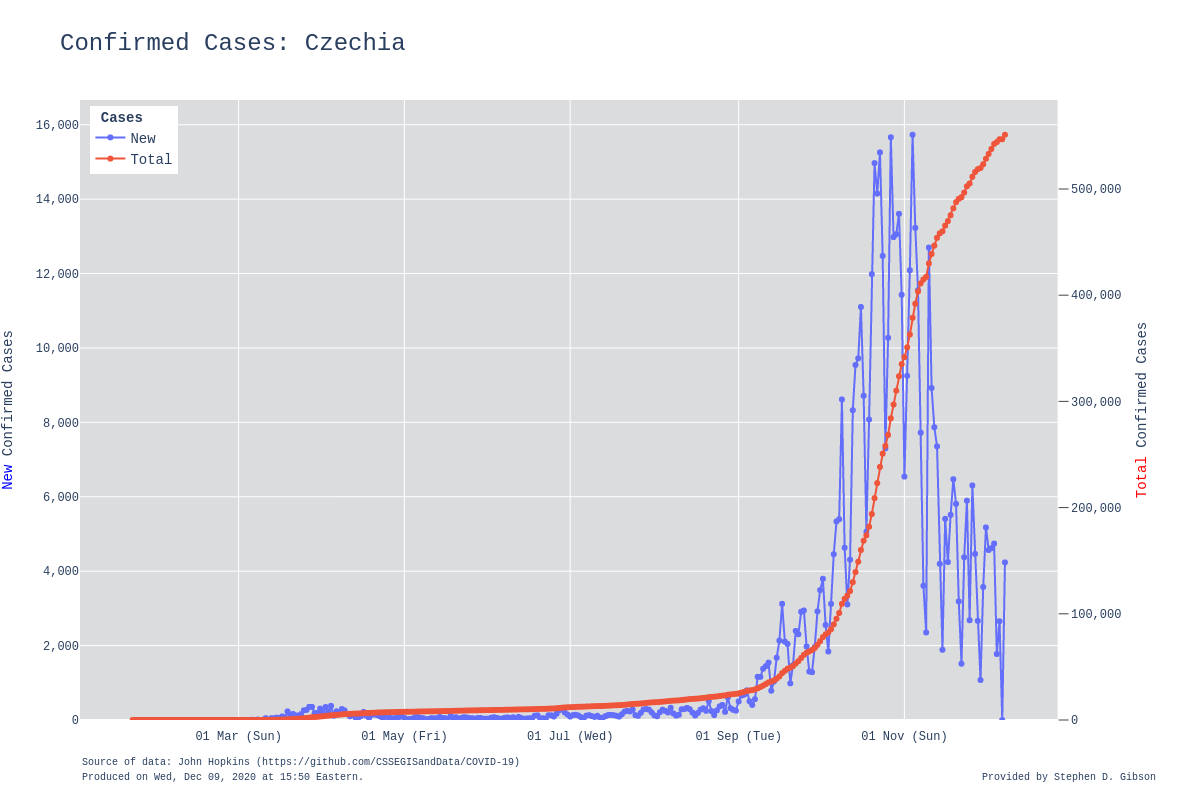 Confirmed Cases: Czechia
Cases
New
Total
16,000
14,000
12,000
10,000
8,000
6,000
4,000
2,000
0
New Confirmed Cases
500,000
400,000
300,000
200,000
100,000
0
Total Confirmed Cases
01 Mar (Sun)
01 May (Fri)
01 Jul (Wed)
01 Sep (Tue)
01 Nov (Sun)
Source of data: John Hopkins (https://github.com/CSSEGISandData/COVID-19)
Produced on Wed, Dec 09, 2020 at 15:50 Eastern.
Provided by Stephen D. Gibson